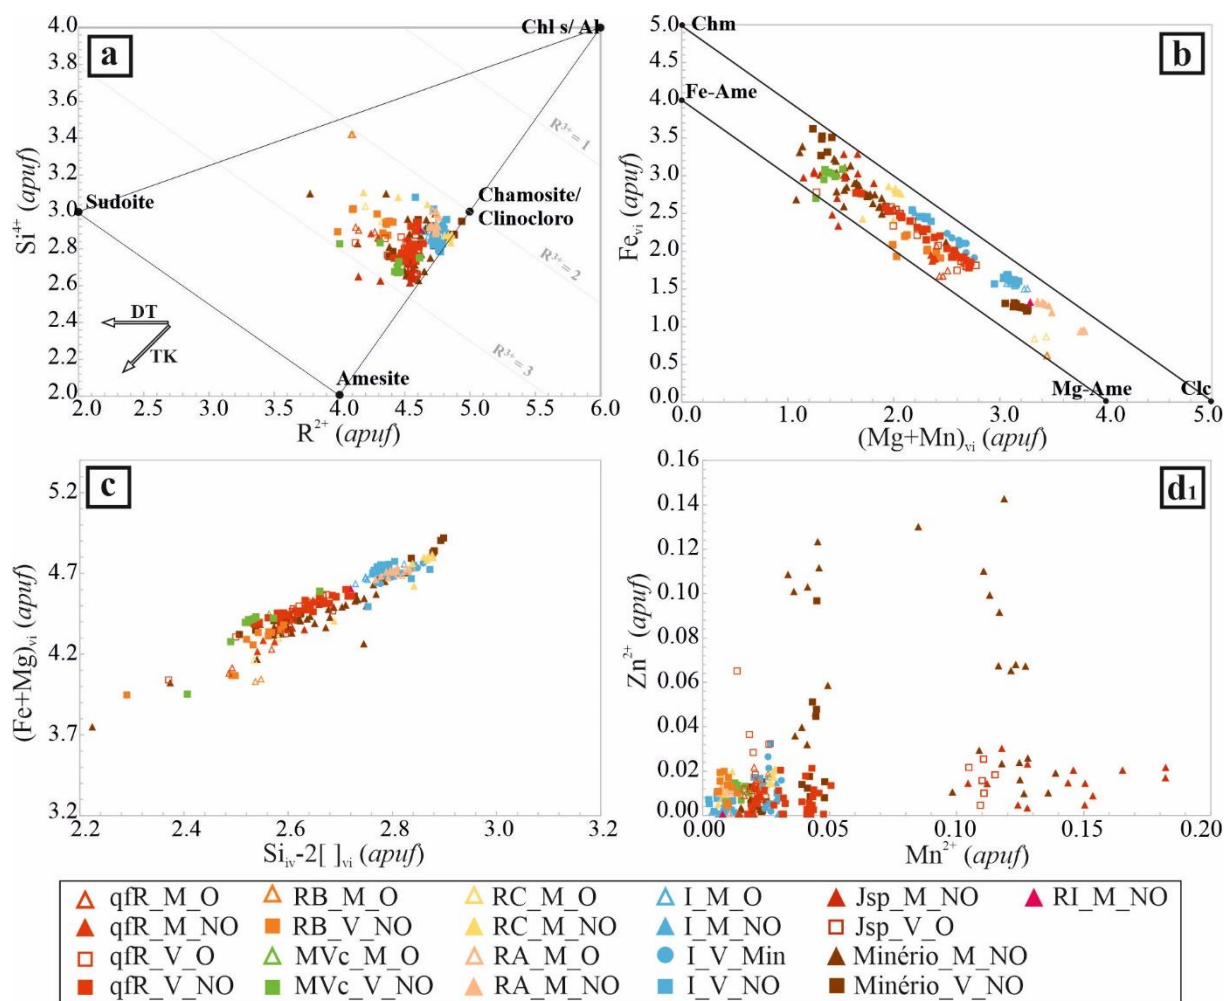 a
4.0
3.8
3.6
3.4
3.2
3.0
2.8
2.6
2.4
2.2
2.0
Si⁴⁺ (apuf)
Chl s/ Al
R³⁺= 1
Sudoite
Chamosite/
Clinocloro
R³⁺= 2
DT
TK
R³⁺= 3
Amesite
2.0 2.5 3.0 3.5 4.0 4.5 5.0 5.5 6.0
R²⁺ (apuf)
b
5.0
4.5
4.0
3.5
3.0
2.5
2.0
1.5
1.0
0.5
0.0
Fevi (apuf)
Chm
Fe-Ame
Mg-Ame
Clc
0.0 1.0 2.0 3.0 4.0 5.0
(Mg+Mn)vi (apuf)
c
5.2
4.7
4.2
3.7
3.2
(Fe+Mg)vi (apuf)
2.2 2.4 2.6 2.8 3.0 3.2
Siiv-2[ ]vi (apuf)
d1
0.16
0.14
0.12
0.10
0.08
0.06
0.04
0.02
0.00
Zn²⁺ (apuf)
0.00 0.05 0.10 0.15 0.20
Mn²⁺ (apuf)
qfR_M_O RB_M_O RC_M_O I_M_O Jsp_M_NO RI_M_NO
qfR_M_NO RB_V_NO RC_M_NO I_M_NO Jsp_V_O
qfR_V_O MVc_M_O RA_M_O I_V_Min Minério_M_NO
qfR_V_NO MVc_V_NO RA_M_NO I_V_NO Minério_V_NO